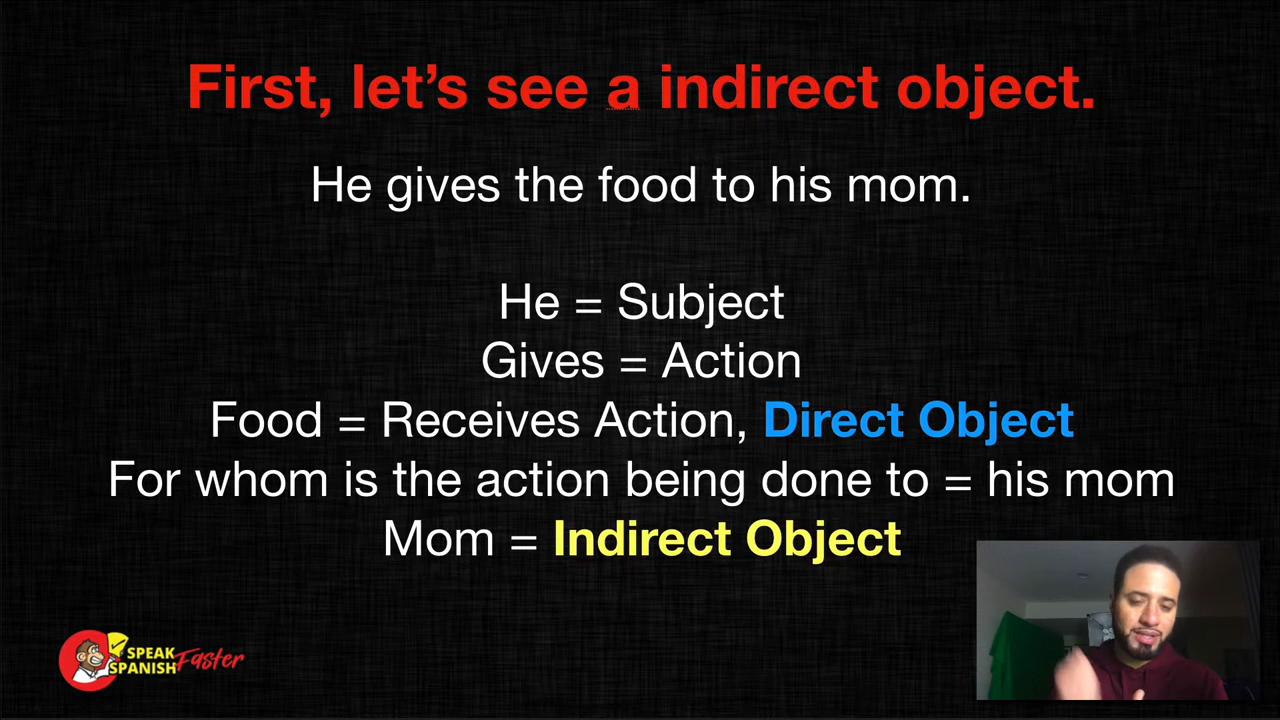 First, let's see a indirect object.
He gives the food to his mom.
He = Subject
Gives = Action
Food = Receives Action, Direct Object
For whom is the action being done to = his mom
Mom = Indirect Object
SPEAK
SPANISH Faster